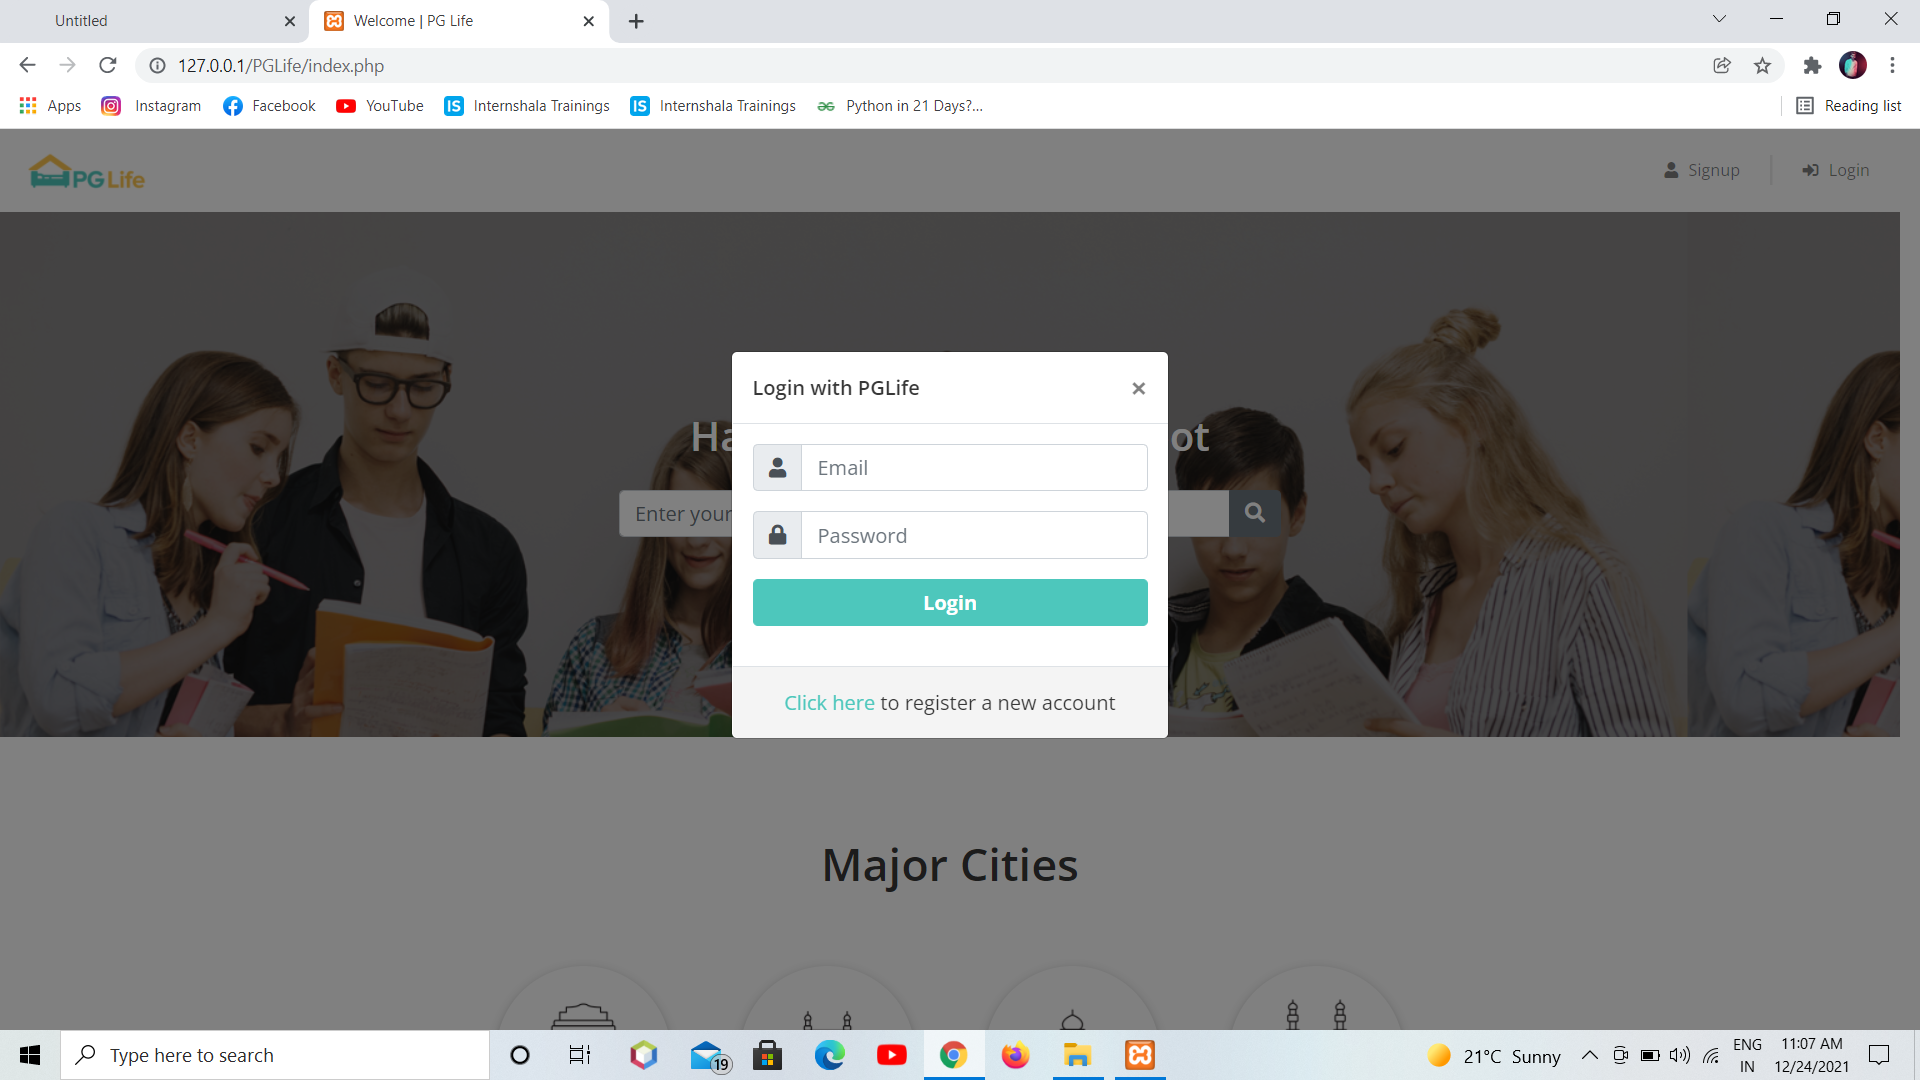 Untitled
Welcome | PG Life
127.0.0.1/PGLife/index.php
Apps Instagram Facebook YouTube IS Internshala Trainings IS Internshala Trainings Python in 21 Days?... Reading list
PG Life
Signup Login
Login with PGLife ×
Ha ot
Email
Enter your
Password
Login
Click here to register a new account
Major Cities
Type here to search
19
21°C Sunny
ENG
IN
11:07 AM
12/24/2021